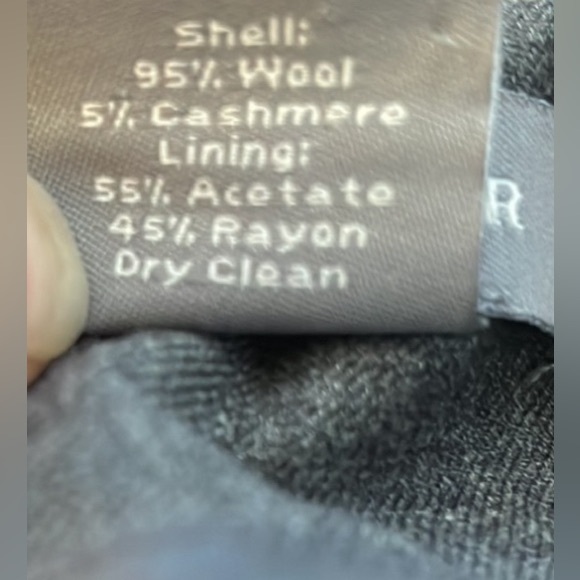 Shell:
95% Wool
5% Cashmere
Lining:
55% Acetate
45% Rayon
Dry Clean
R